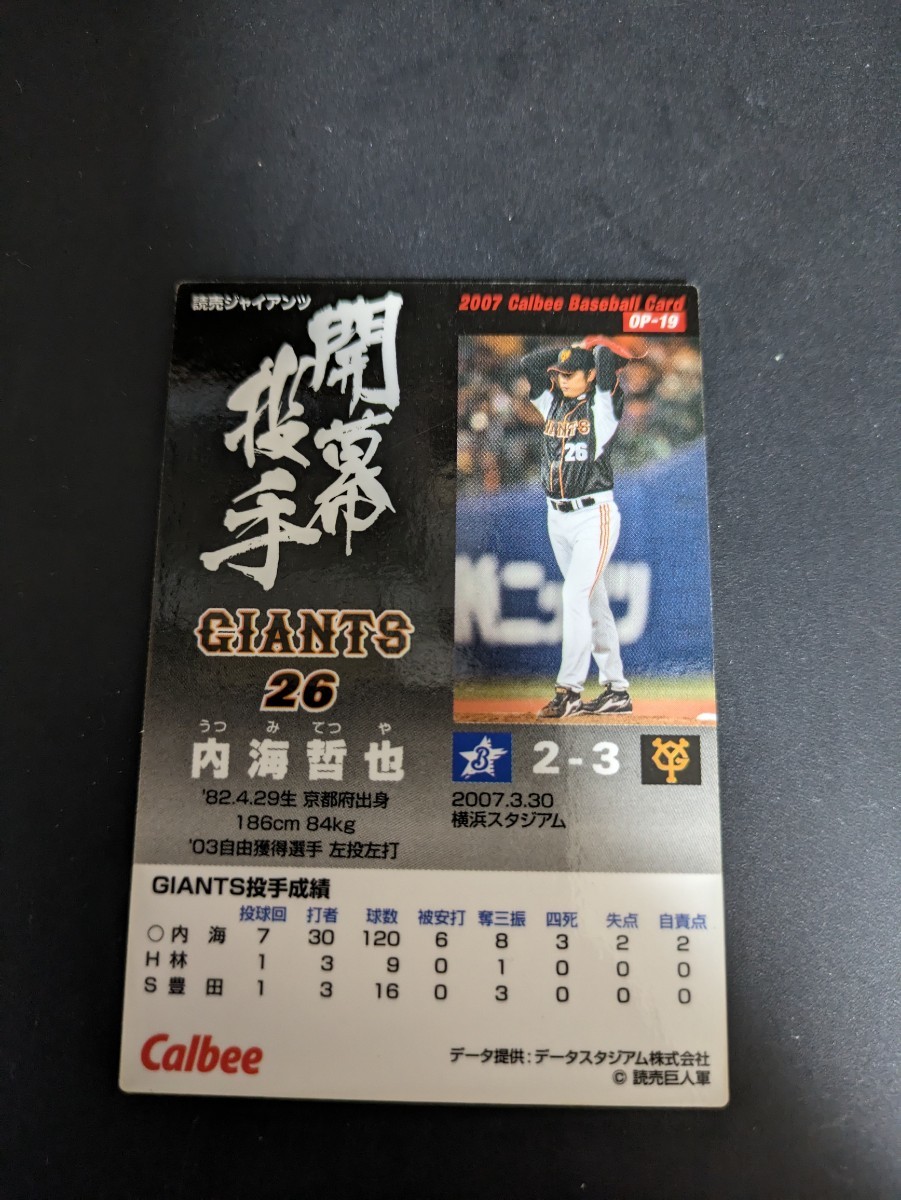 読売ジャイアンツ
2007 Calbee Baseball Card
OP-19
開幕
投手
GIANTS
26
うつ み てつ や
内海哲也
'82.4.29生 京都府出身
186cm 84kg
'03自由獲得選手 左投左打
GIANTS
26
B 2-3 YG
2007.3.30
横浜スタジアム
GIANTS投手成績
投球回 打者 球数 被安打 奪三振 四死 失点 自責点
○内 海 7 30 120 6 8 3 2 2
H 林 1 3 9 0 1 0 0 0
S 豊 田 1 3 16 0 3 0 0 0
Calbee
データ提供：データスタジアム株式会社
© 読売巨人軍